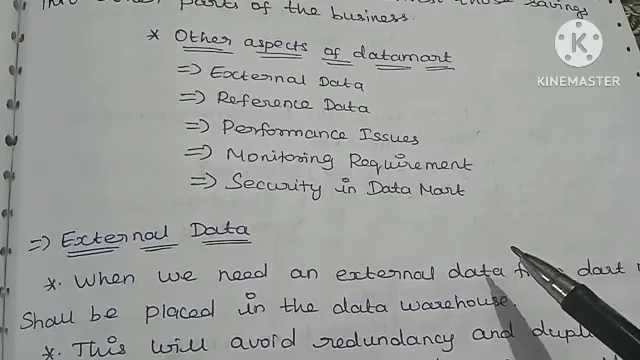 parts of the business.
K
KINEMASTER
* Other aspects of datamart
=> External Data
=> Reference Data
=> Performance Issues
=> Monitoring Requirement
=> Security in Data Mart
=> External Data
*. When we need an external data
Shall be placed in the data warehouse.
*. This will avoid redundancy and